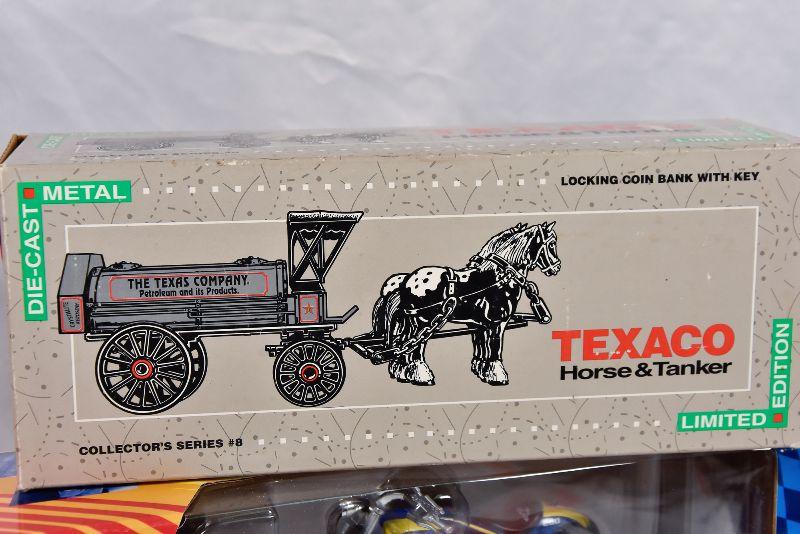 DIE-CAST METAL
LOCKING COIN BANK WITH KEY
THE TEXAS COMPANY.
Petroleum and its Products.
TEXACO
Horse & Tanker
COLLECTOR'S SERIES #8
LIMITED EDITION